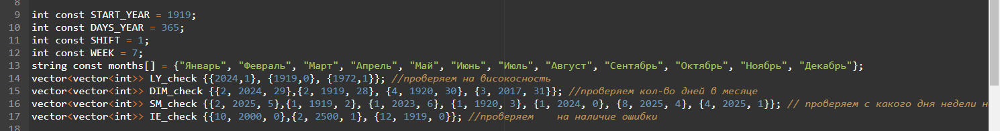 8
9 int const START_YEAR = 1919;
10 int const DAYS_YEAR = 365;
11 int const SHIFT = 1;
12 int const WEEK = 7;
13 string const months[] = {"Январь", "Февраль", "Март", "Апрель", "Май", "Июнь", "Июль", "Август", "Сентябрь", "Октябрь", "Ноябрь", "Декабрь"};
14 vector<vector<int>> LY_check {{2024,1}, {1919,0}, {1972,1}}; //проверяем на високосность
15 vector<vector<int>> DIM_check {{2, 2024, 29},{2, 1919, 28}, {4, 1920, 30}, {3, 2017, 31}}; //проверяем кол-во дней в месяце
16 vector<vector<int>> SM_check {{2, 2025, 5},{1, 1919, 2}, {1, 2023, 6}, {1, 1920, 3}, {1, 2024, 0}, {8, 2025, 4}, {4, 2025, 1}}; // проверяем с какого дня недели н
17 vector<vector<int>> IE_check {{10, 2000, 0},{2, 2500, 1}, {12, 1919, 0}}; //проверяем    на наличие ошибки
18